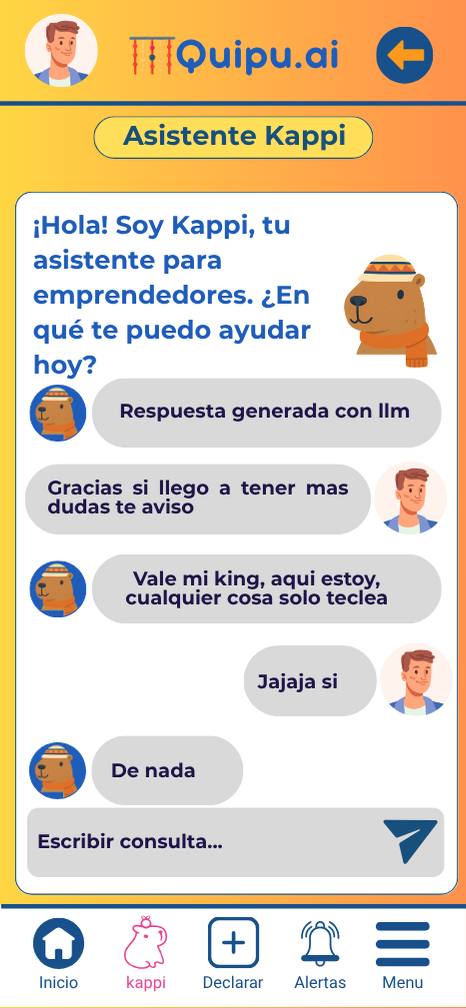 Quipu.ai
Asistente Kappi
¡Hola! Soy Kappi, tu
asistente para
emprendedores. ¿En
qué te puedo ayudar
hoy?
Respuesta generada con llm
Gracias si llego a tener mas
dudas te aviso
Vale mi king, aqui estoy,
cualquier cosa solo teclea
Jajaja si
De nada
Escribir consulta...
Inicio
kappi
Declarar
Alertas
Menu